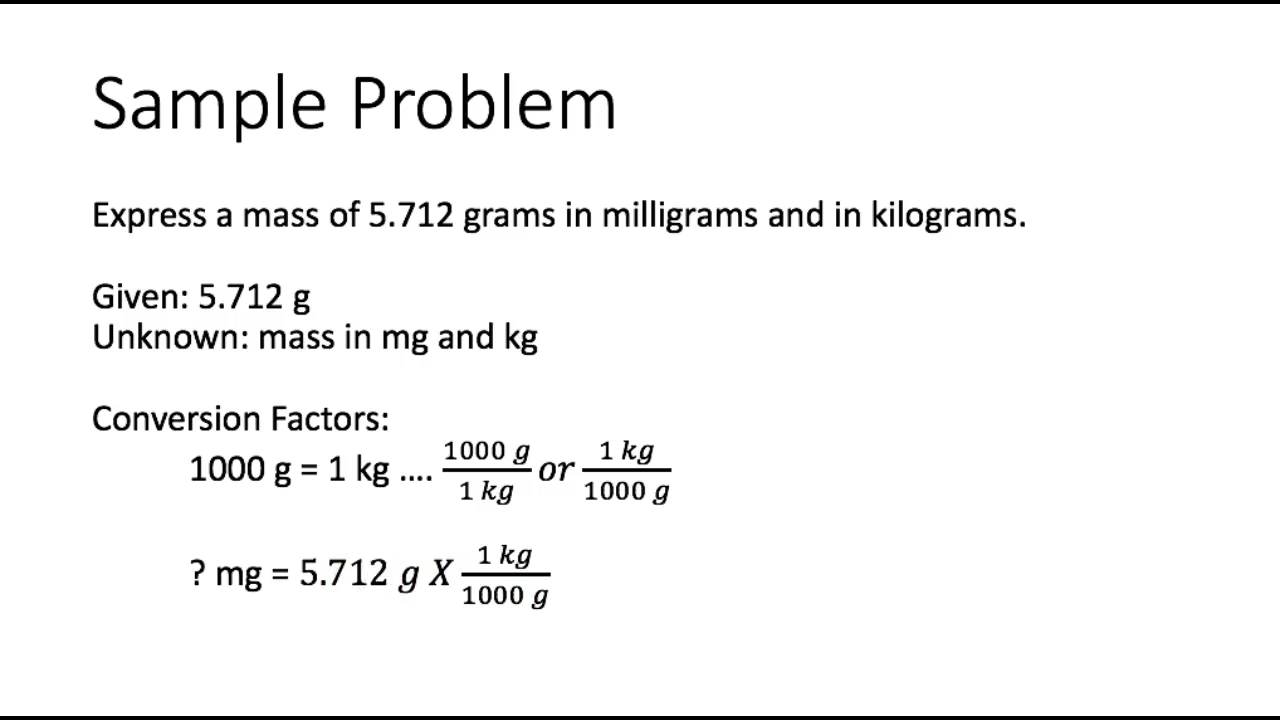 Sample Problem
Express a mass of 5.712 grams in milligrams and in kilograms.
Given: 5.712 g
Unknown: mass in mg and kg
Conversion Factors:
1000 g = 1 kg .... 1000 g / 1 kg or 1 kg / 1000 g
? mg = 5.712 g X 1 kg / 1000 g